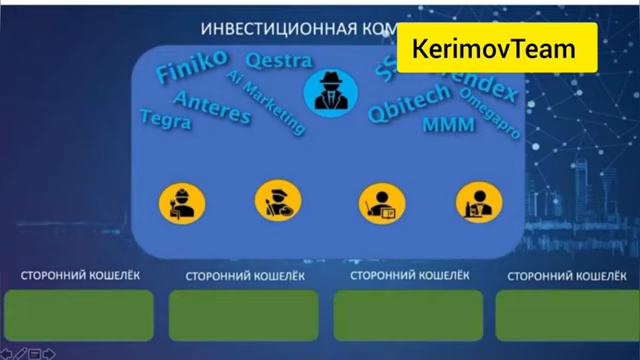 ИНВЕСТИЦИОННАЯ
KerimovTeam
Finiko
Qestra
Ai Marketing
Anteres
Tegra
Qbitech
Omegapro
МММ
СТОРОННИЙ КОШЕЛЁК
СТОРОННИЙ КОШЕЛЁК
СТОРОННИЙ КОШЕЛЁК
СТОРОННИЙ КОШЕЛЁК